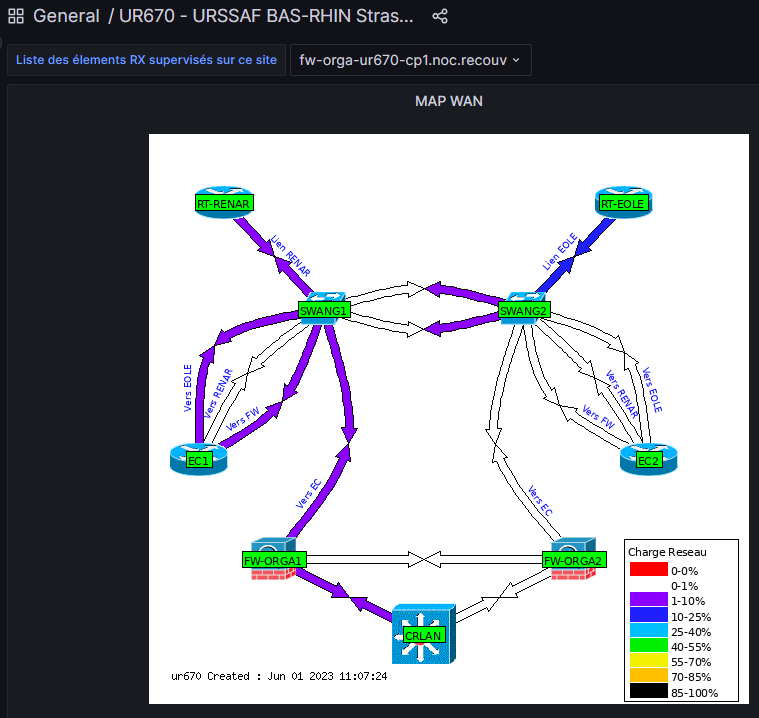 General / UR670 - URSSAF BAS-RHIN Stras...
Liste des élements RX supervisés sur ce site
fw-orga-ur670-cp1.noc.recouv
MAP WAN
RT-RENAR
RT-EOLE
Lien RENAR
Lien EOLE
SWANG1
SWANG2
Vers EOLE
Vers RENAR
Vers FW
Vers EOLE
Vers RENAR
Vers FW
EC1
EC2
Vers EC
Vers EC
FW-ORGA1
FW-ORGA2
CRLAN
Charge Reseau
0-0%
0-1%
1-10%
10-25%
25-40%
40-55%
55-70%
70-85%
85-100%
ur670 Created : Jun 01 2023 11:07:24